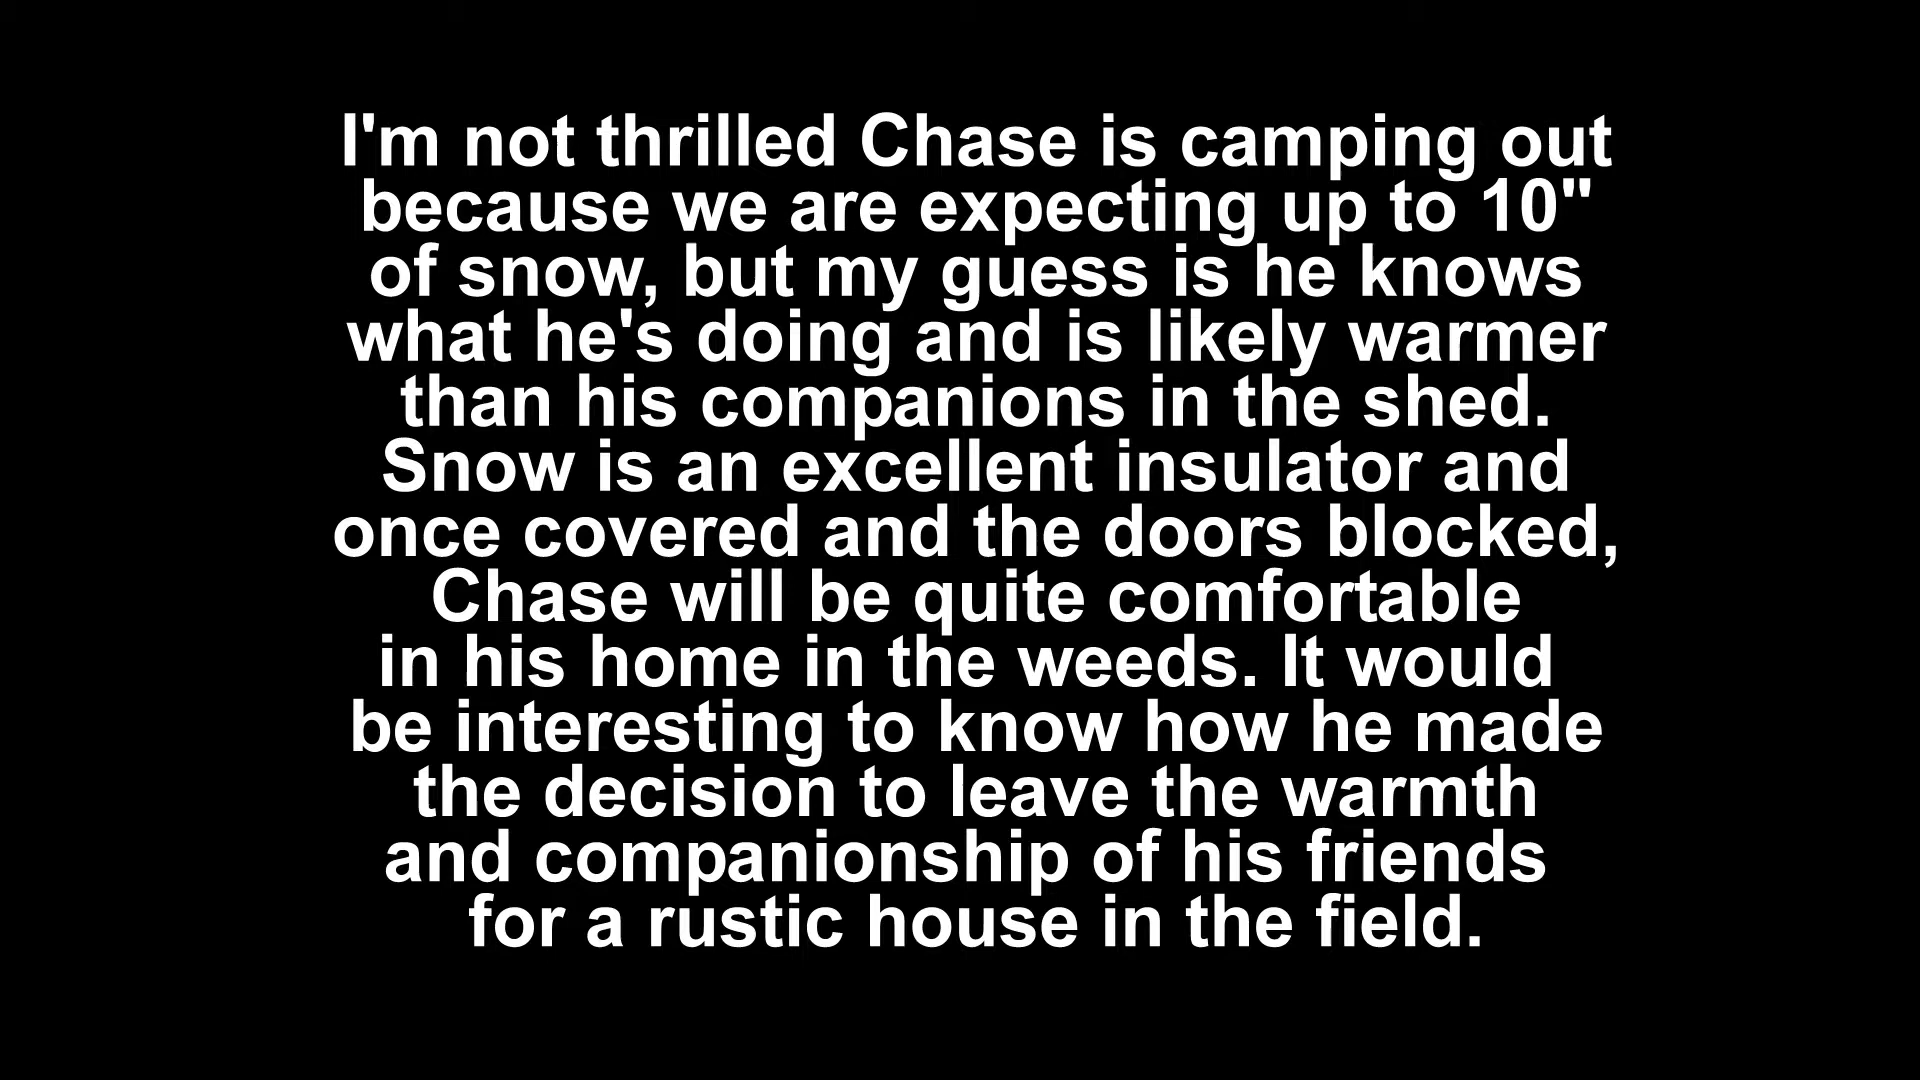 I'm not thrilled Chase is camping out
because we are expecting up to 10"
of snow, but my guess is he knows
what he's doing and is likely warmer
than his companions in the shed.
Snow is an excellent insulator and
once covered and the doors blocked,
Chase will be quite comfortable
in his home in the weeds. It would
be interesting to know how he made
the decision to leave the warmth
and companionship of his friends
for a rustic house in the field.